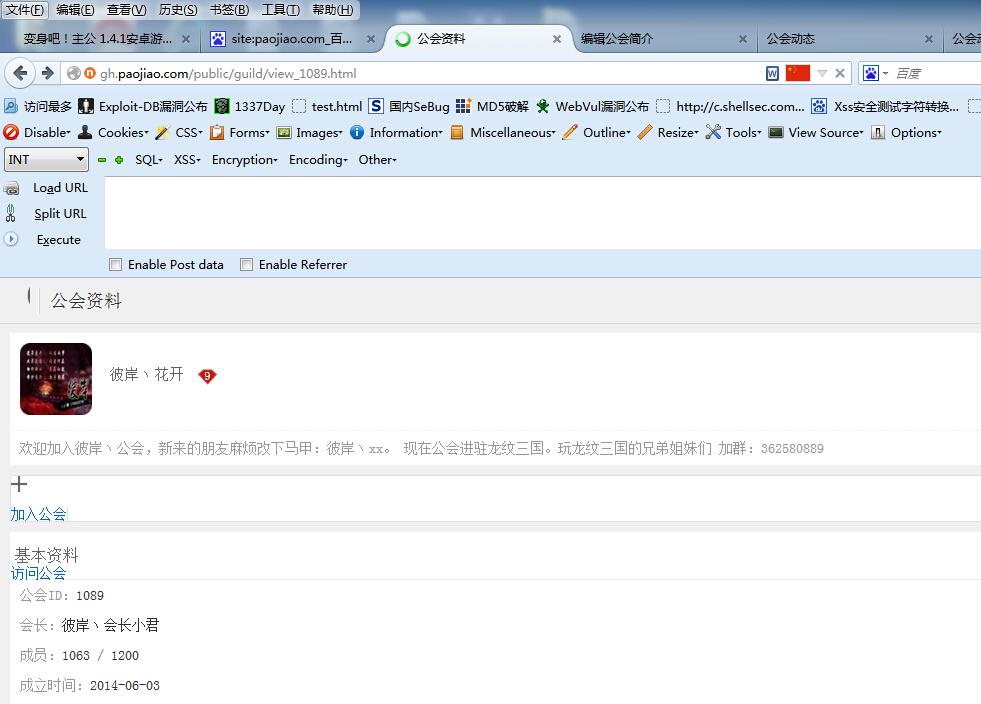 文件(F) 编辑(E) 查看(V) 历史(S) 书签(B) 工具(T) 帮助(H)
变身吧！主公 1.4.1安卓游... × site:paojiao.com_百... × 公会资料 × 编辑公会简介 × 公会动态 × 公会
gh.paojiao.com/public/guild/view_1089.html 百度
访问最多 Exploit-DB漏洞公布 1337Day test.html 国内SeBug MD5破解 WebVul漏洞公布 http://c.shellsec.com... Xss安全测试字符转换...
Disable Cookies CSS Forms Images Information Miscellaneous Outline Resize Tools View Source Options
INT SQL XSS Encryption Encoding Other
Load URL
Split URL
Execute
Enable Post data Enable Referrer
公会资料
彼岸丶花开 9
欢迎加入彼岸丶公会，新来的朋友麻烦改下马甲：彼岸丶xx。 现在公会进驻龙纹三国。玩龙纹三国的兄弟姐妹们 加群：362580889
加入公会
基本资料
访问公会
公会ID：1089
会长：彼岸丶会长小君
成员：1063 / 1200
成立时间：2014-06-03